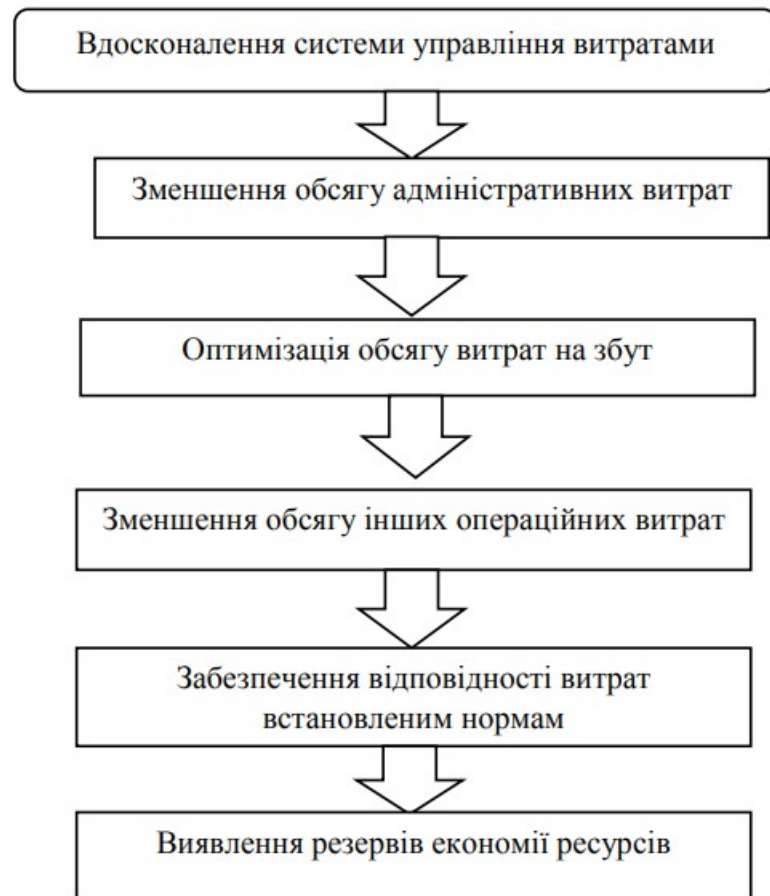 Вдосконалення системи управління витратами
Зменшення обсягу адміністративних витрат
Оптимізація обсягу витрат на збут
Зменшення обсягу інших операційних витрат
Забезпечення відповідності витрат
встановленим нормам
Виявлення резервів економії ресурсів